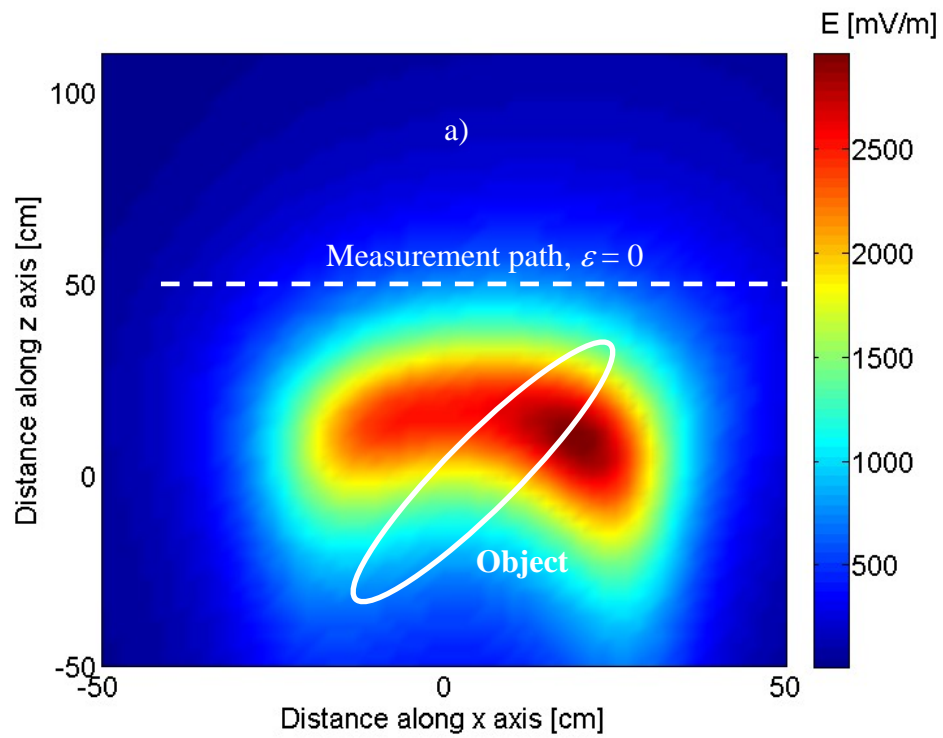 E [mV/m]
100
a)
2500
Distance along z axis [cm]
Measurement path, ε = 0
2000
50
1500
1000
0
Object
500
-50
-50
0
50
Distance along x axis [cm]